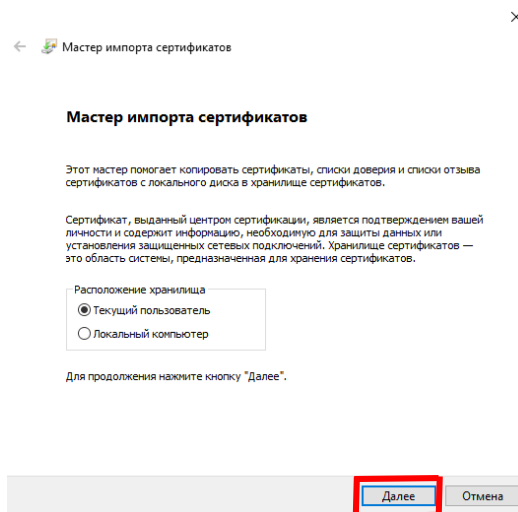 Мастер импорта сертификатов
Мастер импорта сертификатов
Этот мастер помогает копировать сертификаты, списки доверия и списки отзыва
сертификатов с локального диска в хранилище сертификатов.
Сертификат, выданный центром сертификации, является подтверждением вашей
личности и содержит информацию, необходимую для защиты данных или
установления защищенных сетевых подключений. Хранилище сертификатов —
это область системы, предназначенная для хранения сертификатов.
Расположение хранилища
Текущий пользователь
Локальный компьютер
Для продолжения нажмите кнопку "Далее".
Далее Отмена